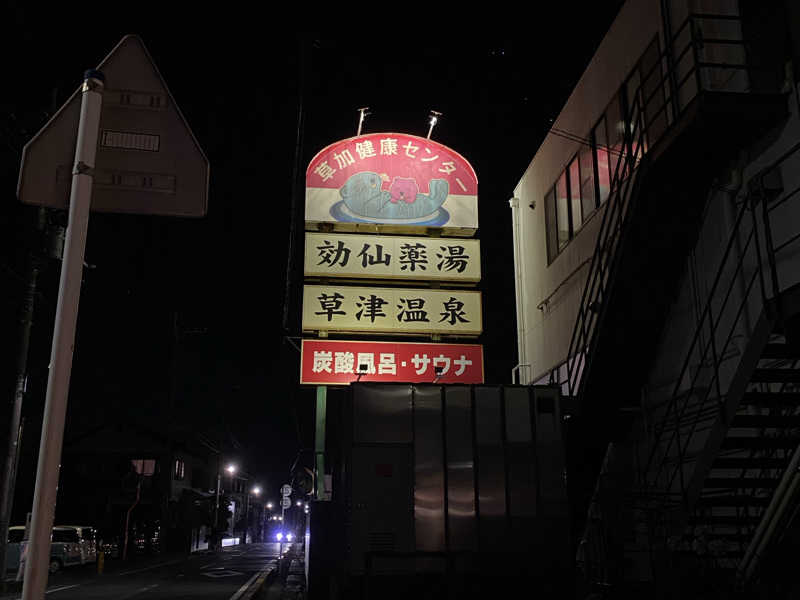 草加健康センター
効仙薬湯
草津温泉
炭酸風呂・サウナ